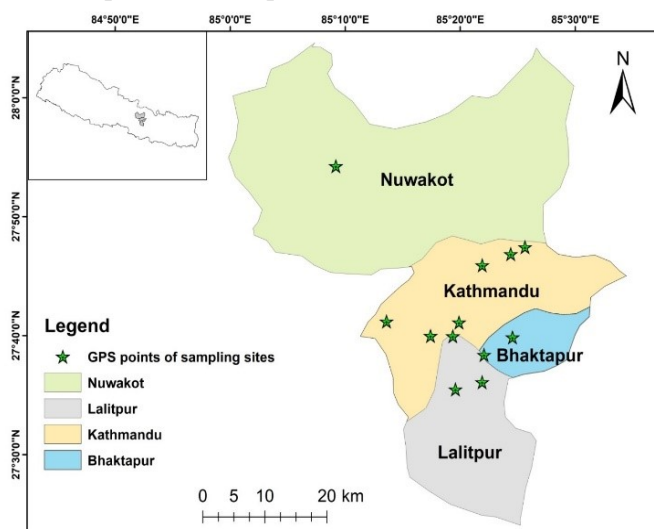 84°50'0"E 85°0'0"E 85°10'0"E 85°20'0"E 85°30'0"E
N
28°0'0"N
Nuwakot
27°50'0"N
Kathmandu
27°40'0"N
Bhaktapur
Legend
GPS points of sampling sites
Nuwakot
Lalitpur
Kathmandu
Bhaktapur
Lalitpur
27°30'0"N
0 5 10 20 km